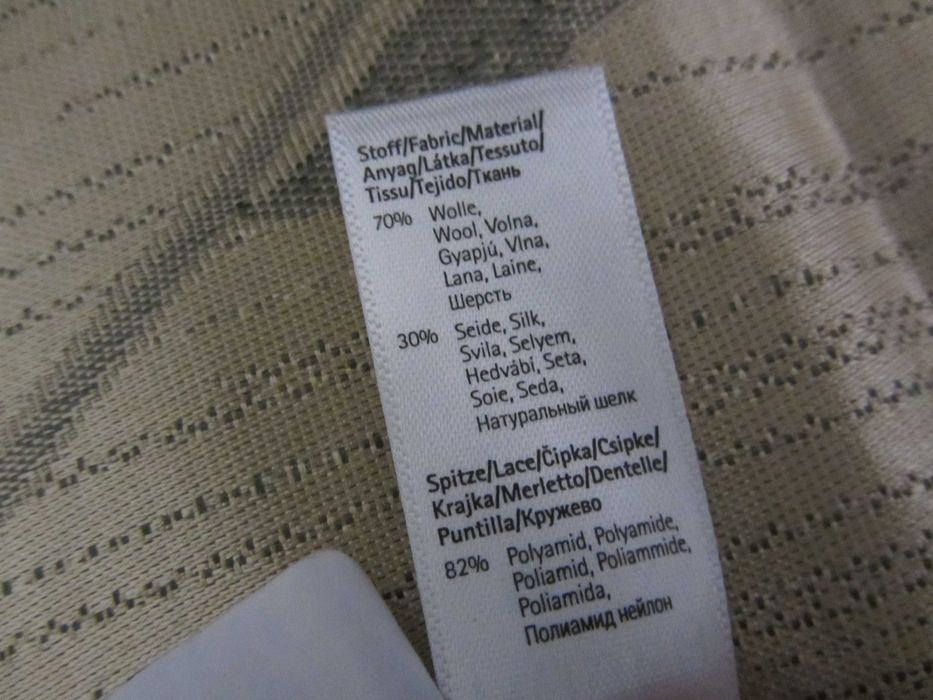 Stoff/Fabric/Material/
Anyag/Látka/Tessuto/
Tissu/Tejido/Ткань
70% Wolle,
Wool, Volna,
Gyapjú, Vlna,
Lana, Laine,
Шерсть
30% Seide, Silk,
Svila, Selyem,
Hedvábí, Seta,
Soie, Seda,
Натуральный шелк
Spitze/Lace/Čipka/Csipke/
Krajka/Merletto/Dentelle/
Puntilla/Кружево
82% Polyamid, Polyamide,
Poliamid, Poliammide,
Poliamida,
Полиамид нейлон